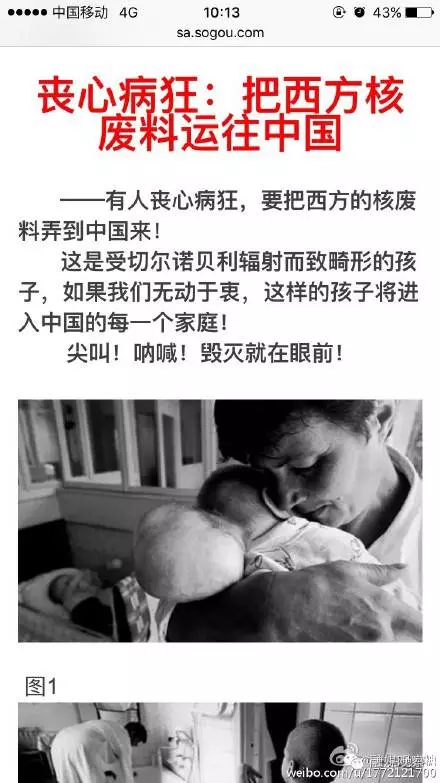 中国移动 4G 10:13 43%
sa.sogou.com
丧心病狂：把西方核
废料运往中国
——有人丧心病狂，要把西方的核废
料弄到中国来！
这是受切尔诺贝利辐射而致畸形的孩
子，如果我们无动于衷，这样的孩子将进
入中国的每一个家庭！
尖叫！呐喊！毁灭就在眼前！
图1